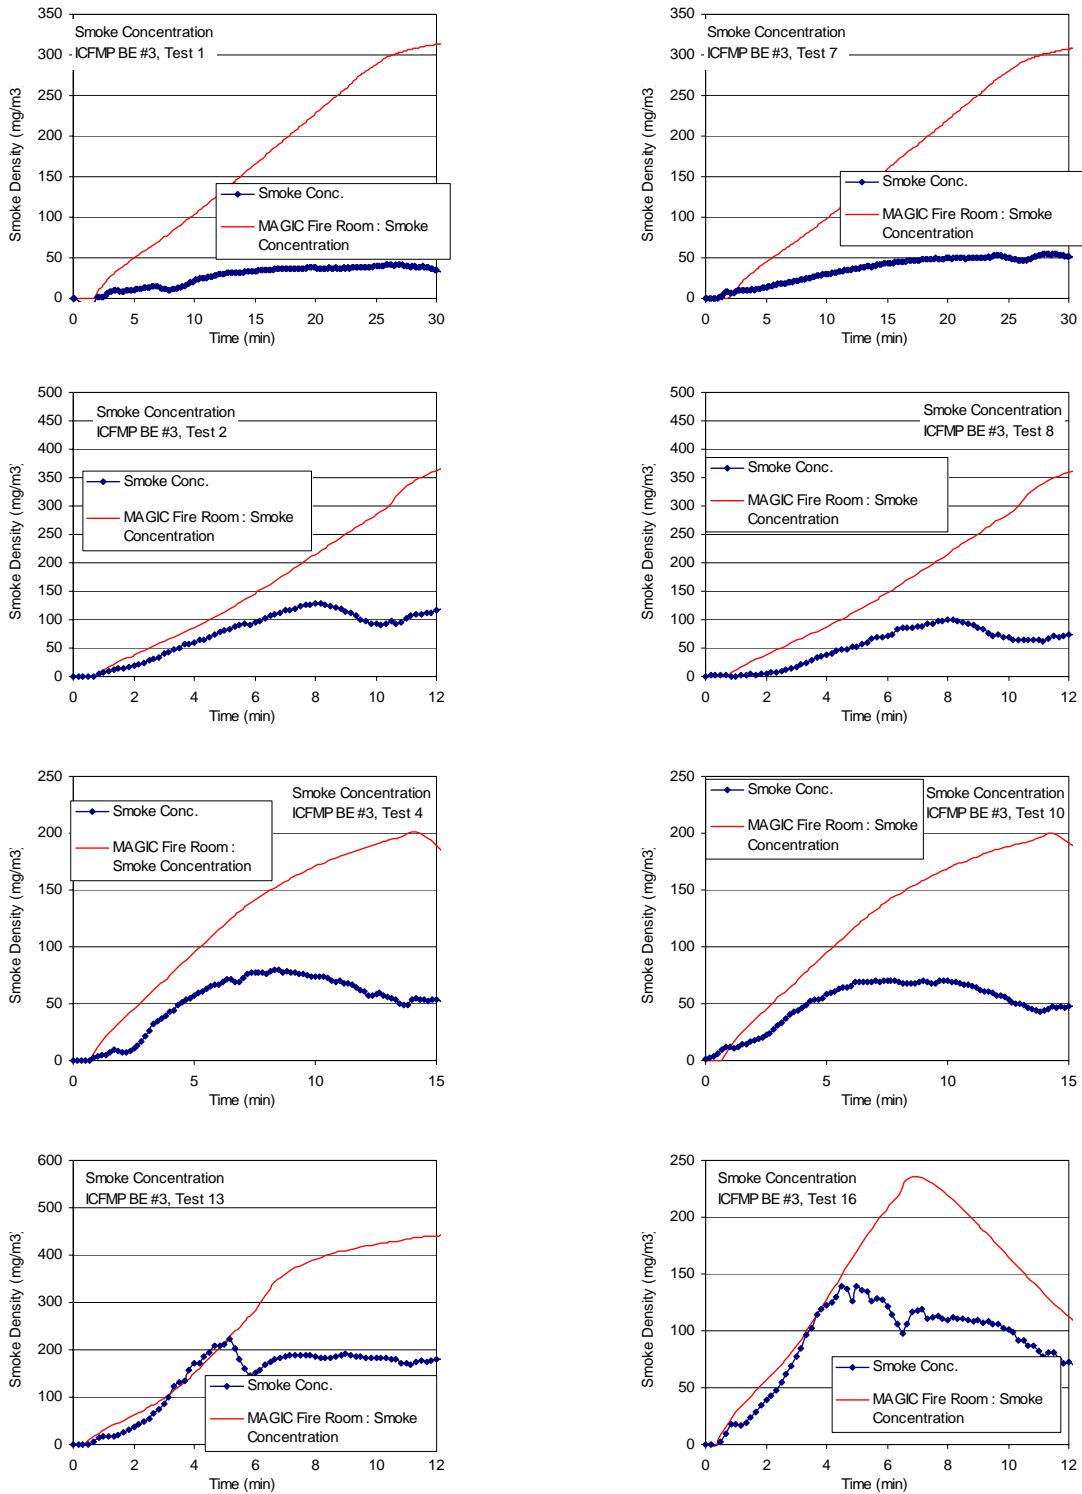 Smoke Concentration
ICFMP BE #3, Test 1
Smoke Density (mg/m3)
350
300
250
200
150
100
50
0
Smoke Conc.
MAGIC Fire Room : Smoke
Concentration
0 5 10 15 20 25 30
Time (min)
Smoke Concentration
ICFMP BE #3, Test 7
Smoke Density (mg/m3
350
300
250
200
150
100
50
0
Smoke Conc.
MAGIC Fire Room : Smoke
Concentration
0 5 10 15 20 25 30
Time (min)
Smoke Concentration
ICFMP BE #3, Test 2
Smoke Density (mg/m3)
500
450
400
350
300
250
200
150
100
50
0
Smoke Conc.
MAGIC Fire Room : Smoke
Concentration
0 2 4 6 8 10 12
Time (min)
Smoke Concentration
ICFMP BE #3, Test 8
Smoke Density (mg/m3)
500
450
400
350
300
250
200
150
100
50
0
Smoke Conc.
MAGIC Fire Room : Smoke
Concentration
0 2 4 6 8 10 12
Time (min)
Smoke Concentration
ICFMP BE #3, Test 4
Smoke Density (mg/m3)
250
200
150
100
50
0
Smoke Conc.
MAGIC Fire Room :
Smoke Concentration
0 5 10 15
Time (min)
Smoke Concentration
ICFMP BE #3, Test 10
Smoke Density (mg/m3)
250
200
150
100
50
0
Smoke Conc.
MAGIC Fire Room : Smoke
Concentration
0 5 10 15
Time (min)
Smoke Concentration
ICFMP BE #3, Test 13
Smoke Density (mg/m3)
600
500
400
300
200
100
0
Smoke Conc.
MAGIC Fire Room : Smoke
Concentration
0 2 4 6 8 10 12
Time (min)
Smoke Concentration
ICFMP BE #3, Test 16
Smoke Density (mg/m3)
250
200
150
100
50
0
Smoke Conc.
MAGIC Fire Room : Smoke
Concentration
0 2 4 6 8 10 12
Time (min)